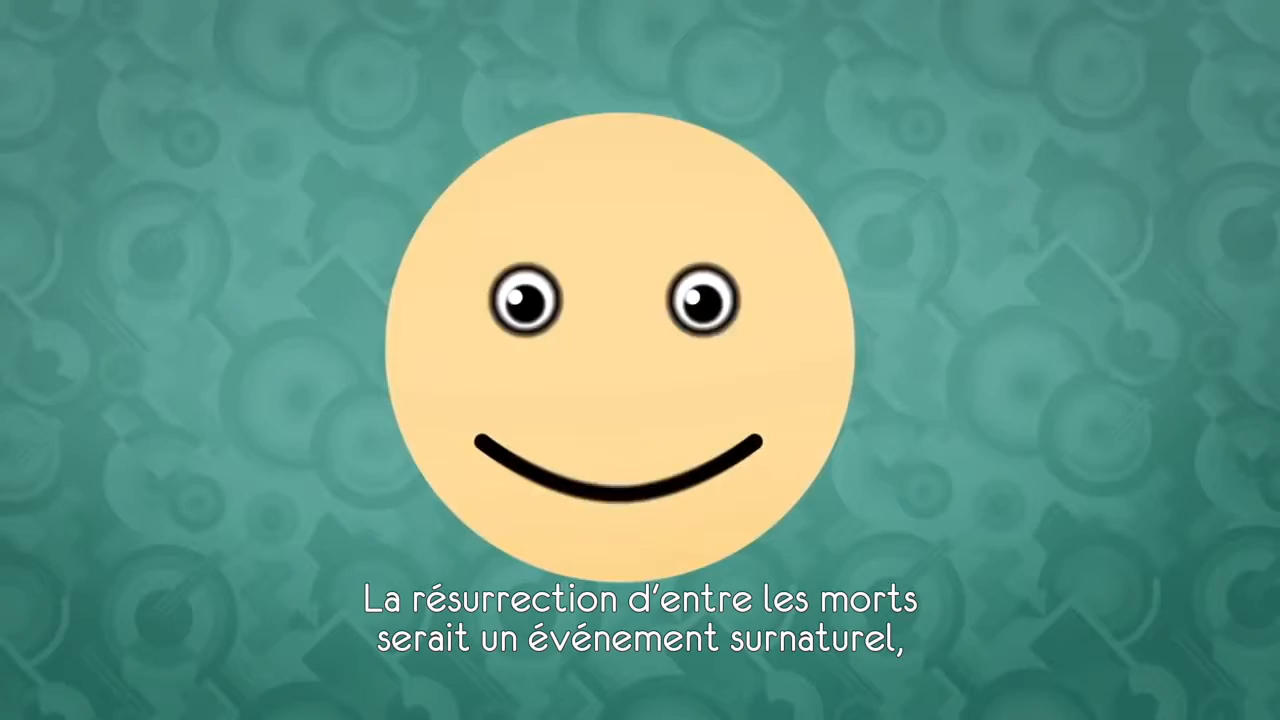 La résurrection d’entre les morts
serait un événement surnaturel,